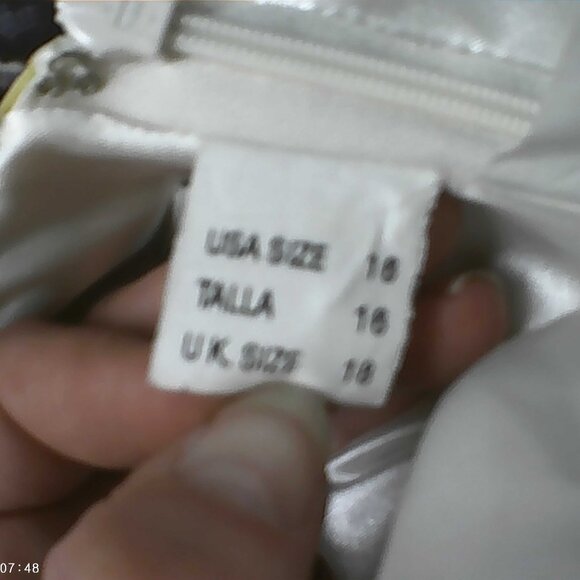 USA SIZE 16
TALLA 16
U K. SIZE 18
07:48